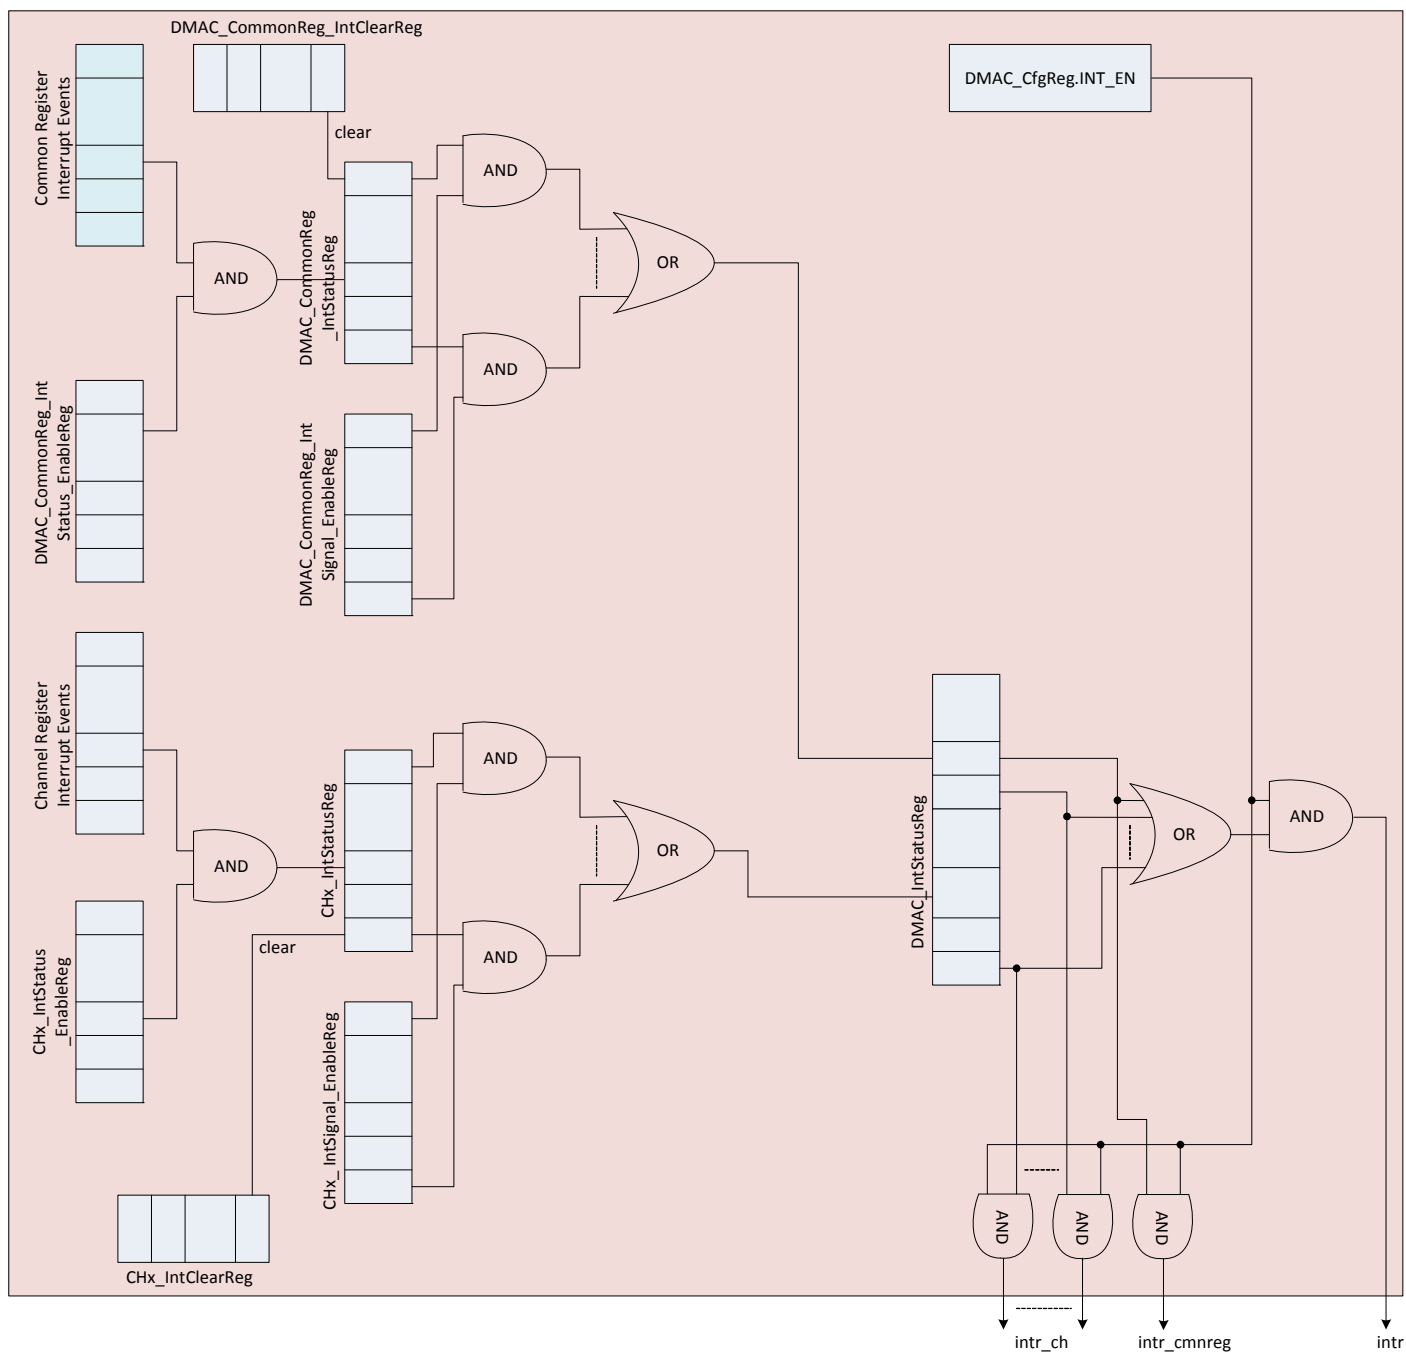 DMAC_CommonReg_IntClearReg
Common Register
Interrupt Events
clear
DMAC_CfgReg.INT_EN
AND
DMAC_CommonReg
_IntStatusReg
OR
AND
AND
DMAC_CommonReg_Int
Status_EnableReg
DMAC_CommonReg_Int
Signal_EnableReg
Channel Register
Interrupt Events
AND
CHx_IntStatusReg
OR
AND
clear
AND
CHx_IntStatus
_EnableReg
CHx_IntSignal_EnableReg
CHx_IntClearReg
DMAC_IntStatusReg
OR
AND
AND
AND
AND
intr_ch
intr_cmnreg
intr